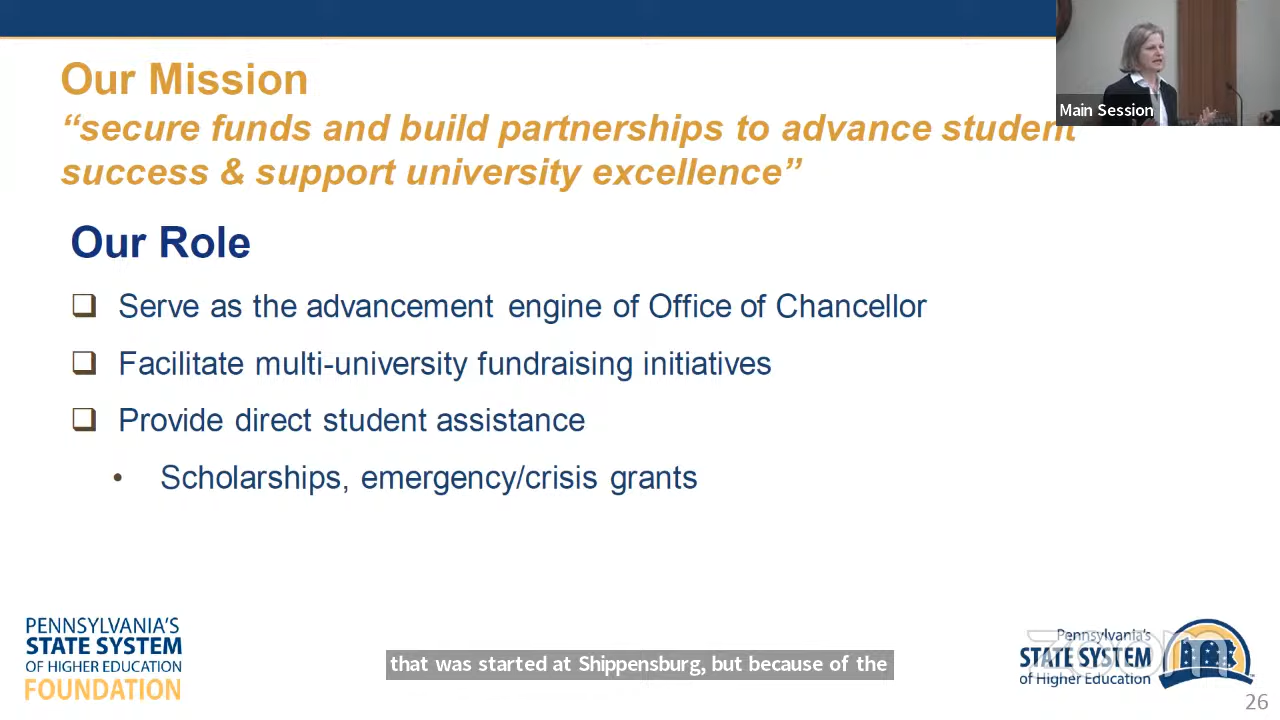 Our Mission
“secure funds and build partnerships to advance student
success & support university excellence”
Main Session
Our Role
Serve as the advancement engine of Office of Chancellor
Facilitate multi-university fundraising initiatives
Provide direct student assistance
• Scholarships, emergency/crisis grants
PENNSYLVANIA’S
STATE SYSTEM
OF HIGHER EDUCATION
FOUNDATION
that was started at Shippensburg, but because of the
Pennsylvania’s
zoom
STATE SYSTEM
of Higher Education
26